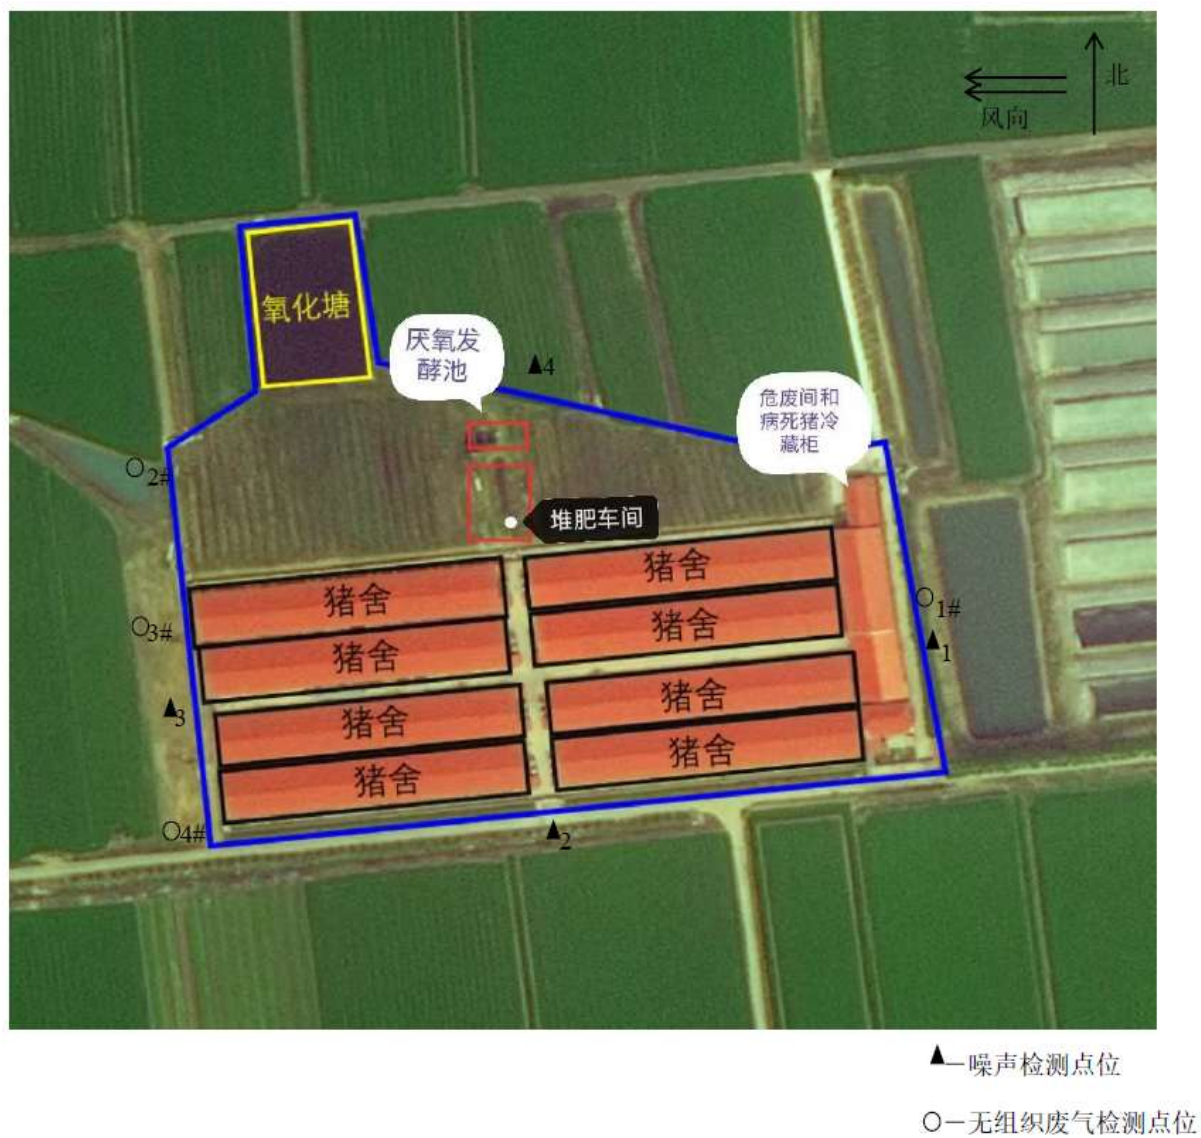 北
风向
氧化塘
厌氧发
酵池
▲4
危废间和
病死猪冷
藏柜
○2#
堆肥车间
猪舍
猪舍
○1#
○3#
猪舍
猪舍
▲1
猪舍
猪舍
▲3
猪舍
猪舍
○4#
▲2
▲—噪声检测点位
○—无组织废气检测点位